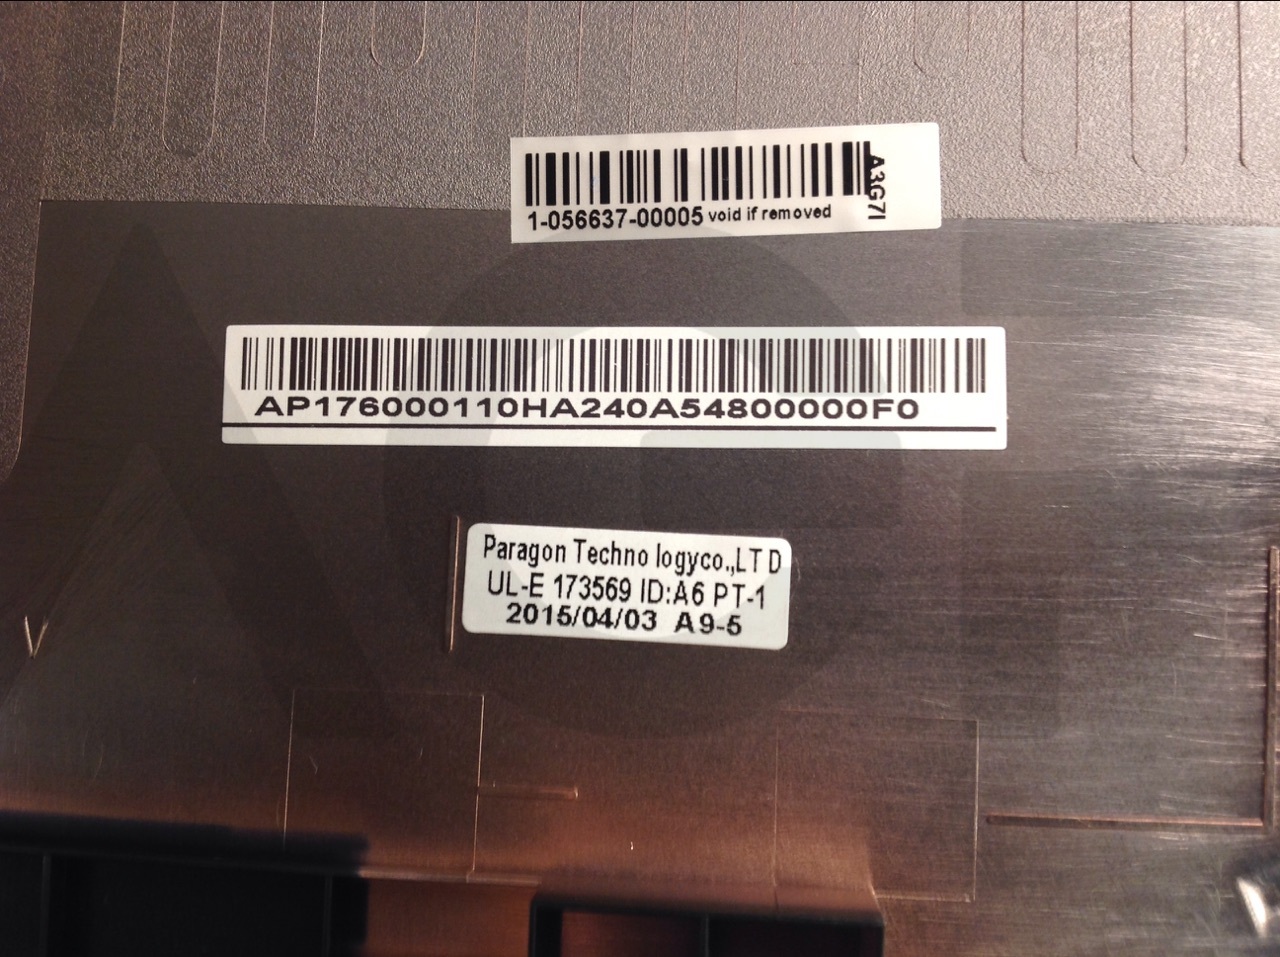 1-056637-00005 void if removed
A3G7I
AP176000110HA240A54800000F0
Paragon Techno logyco.,LT D
UL-E 173569 ID:A6 PT-1
2015/04/03 A9-5